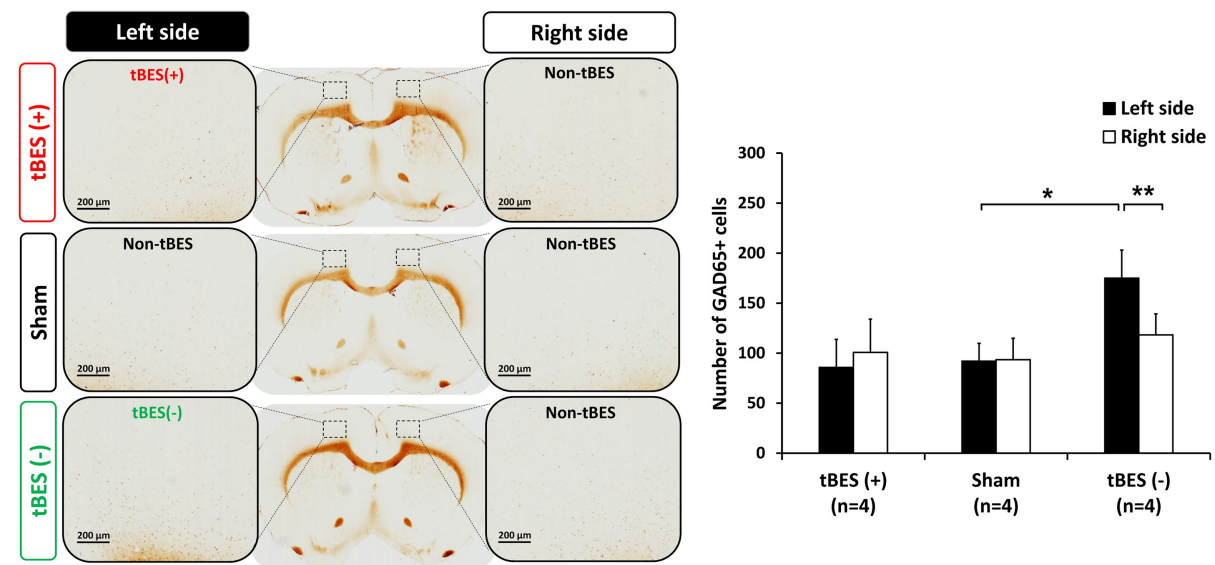 Left side
Right side
tBES (+)
tBES(+)
Non-tBES
200 µm
200 µm
Sham
Non-tBES
Non-tBES
200 µm
200 µm
tBES (-)
tBES(-)
Non-tBES
200 µm
200 µm
Left side
Right side
Number of GAD65+ cells
300
250
200
150
100
50
0
*
**
tBES (+)
(n=4)
Sham
(n=4)
tBES (-)
(n=4)